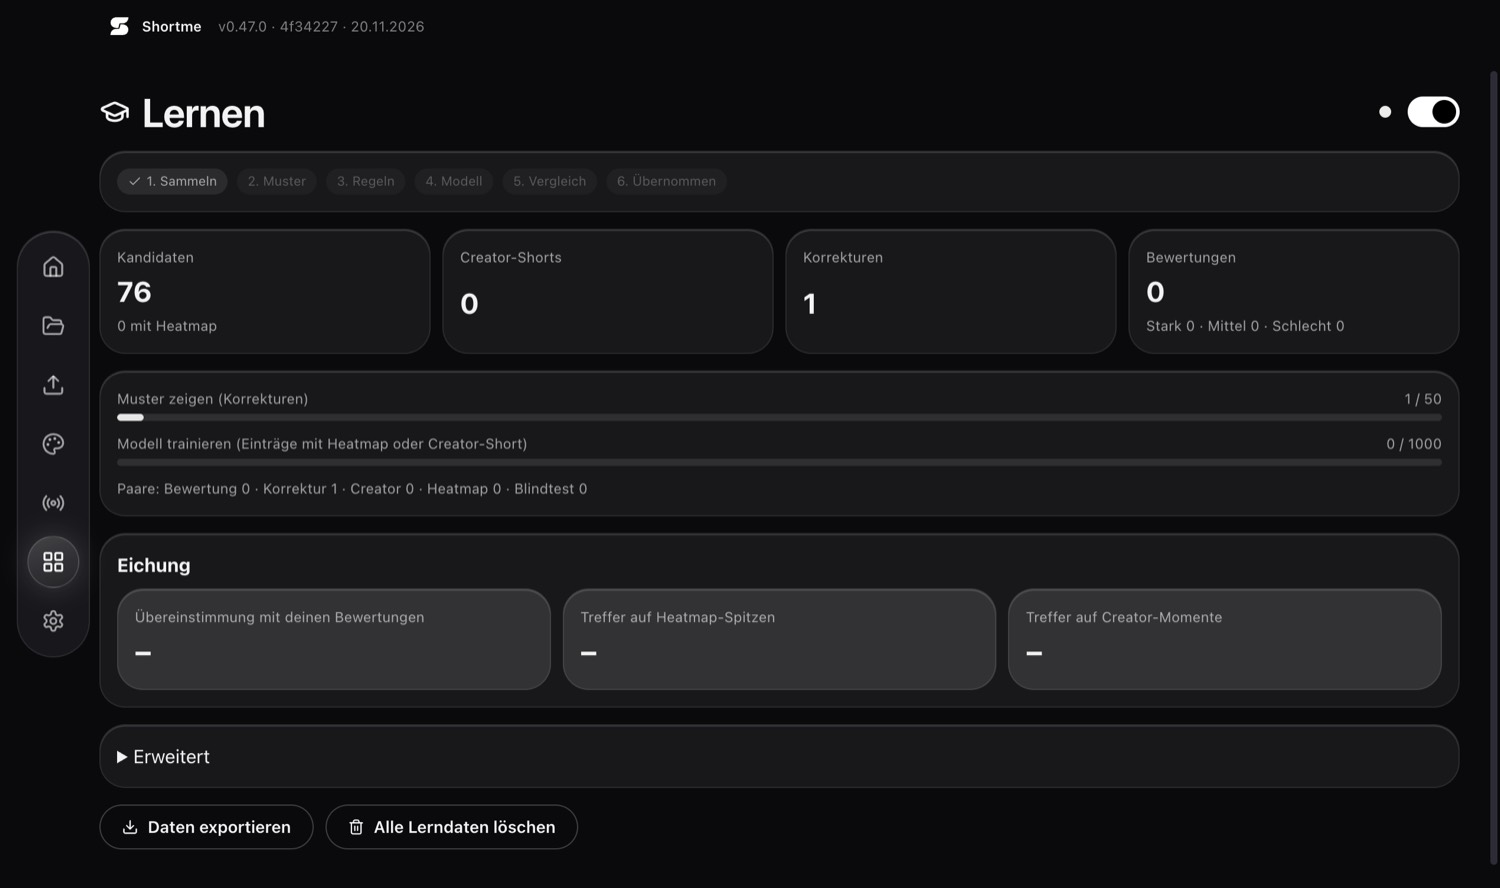 Shortme v0.47.0 · 4f34227 · 20.11.2026
Lernen
1. Sammeln 2. Muster 3. Regeln 4. Modell 5. Vergleich 6. Übernommen
Kandidaten
76
0 mit Heatmap
Creator-Shorts
0
Korrekturen
1
Bewertungen
0
Stark 0 · Mittel 0 · Schlecht 0
Muster zeigen (Korrekturen) 1 / 50
Modell trainieren (Einträge mit Heatmap oder Creator-Short) 0 / 1000
Paare: Bewertung 0 · Korrektur 1 · Creator 0 · Heatmap 0 · Blindtest 0
Eichung
Übereinstimmung mit deinen Bewertungen
–
Treffer auf Heatmap-Spitzen
–
Treffer auf Creator-Momente
–
Erweitert
Daten exportieren Alle Lerndaten löschen